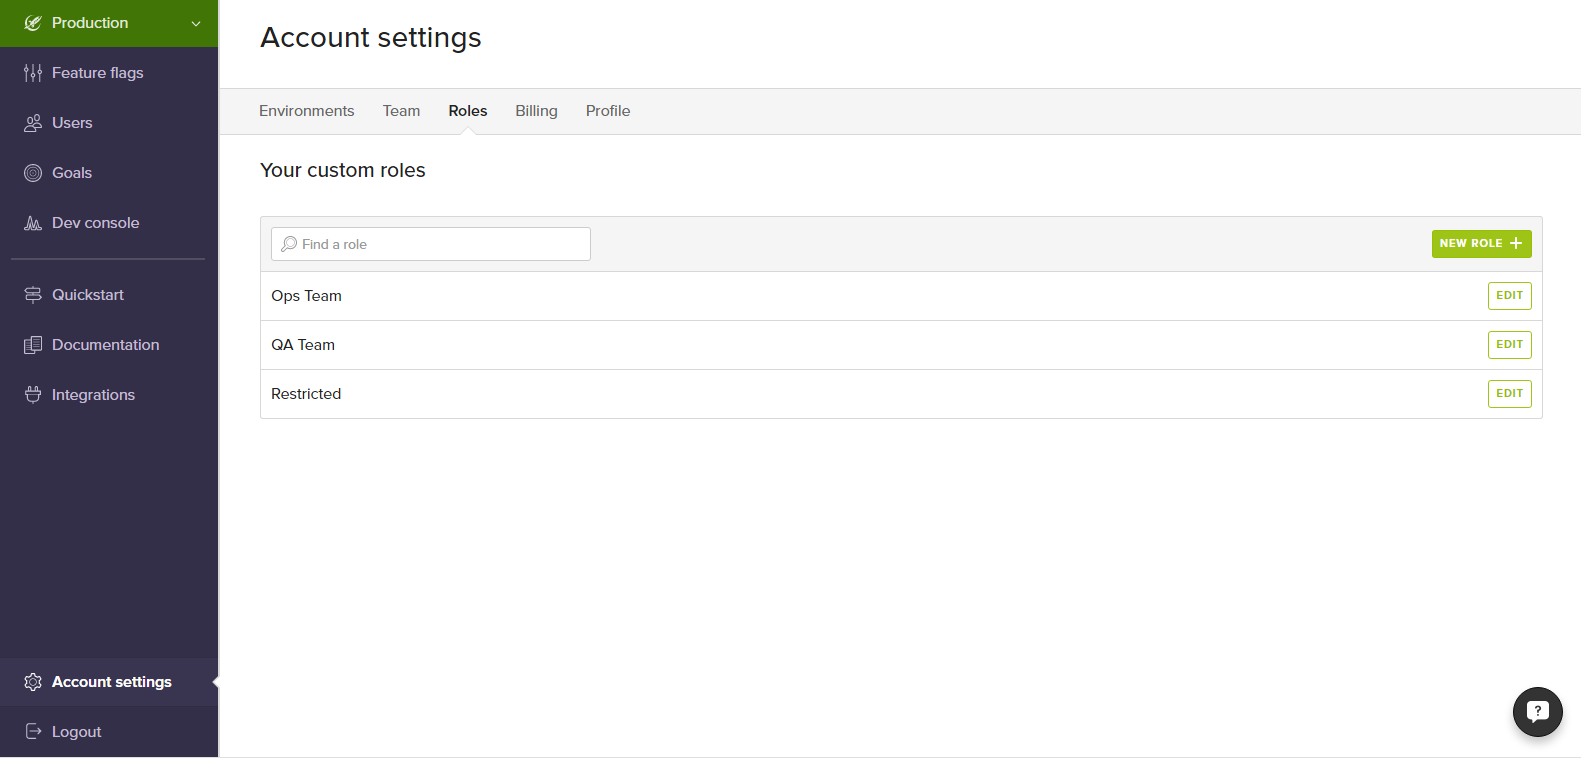 Production
Feature flags
Users
Goals
Dev console
Quickstart
Documentation
Integrations
Account settings
Logout
Account settings
Environments Team Roles Billing Profile
Your custom roles
Find a role
NEW ROLE +
Ops Team EDIT
QA Team EDIT
Restricted EDIT
?